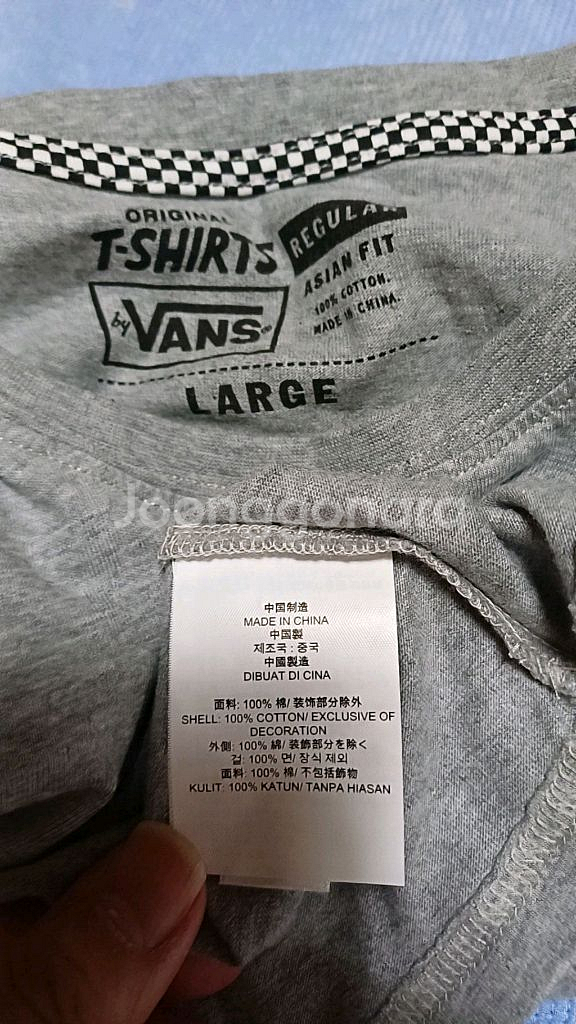 ORIGINAL
T-SHIRTS
by VANS
REGULAR
ASIAN FIT
100% COTTON.
MADE IN CHINA.
LARGE
Joonggonara
中国制造
MADE IN CHINA
中国製
제조국 : 중국
中國製造
DIBUAT DI CINA
面料: 100% 棉/ 装饰部分除外
SHELL: 100% COTTON/ EXCLUSIVE OF
DECORATION
外側: 100% 綿/ 装飾部分を除く
겉: 100% 면/ 장식 제외
面料: 100% 棉/ 不包括飾物
KULIT: 100% KATUN/ TANPA HIASAN